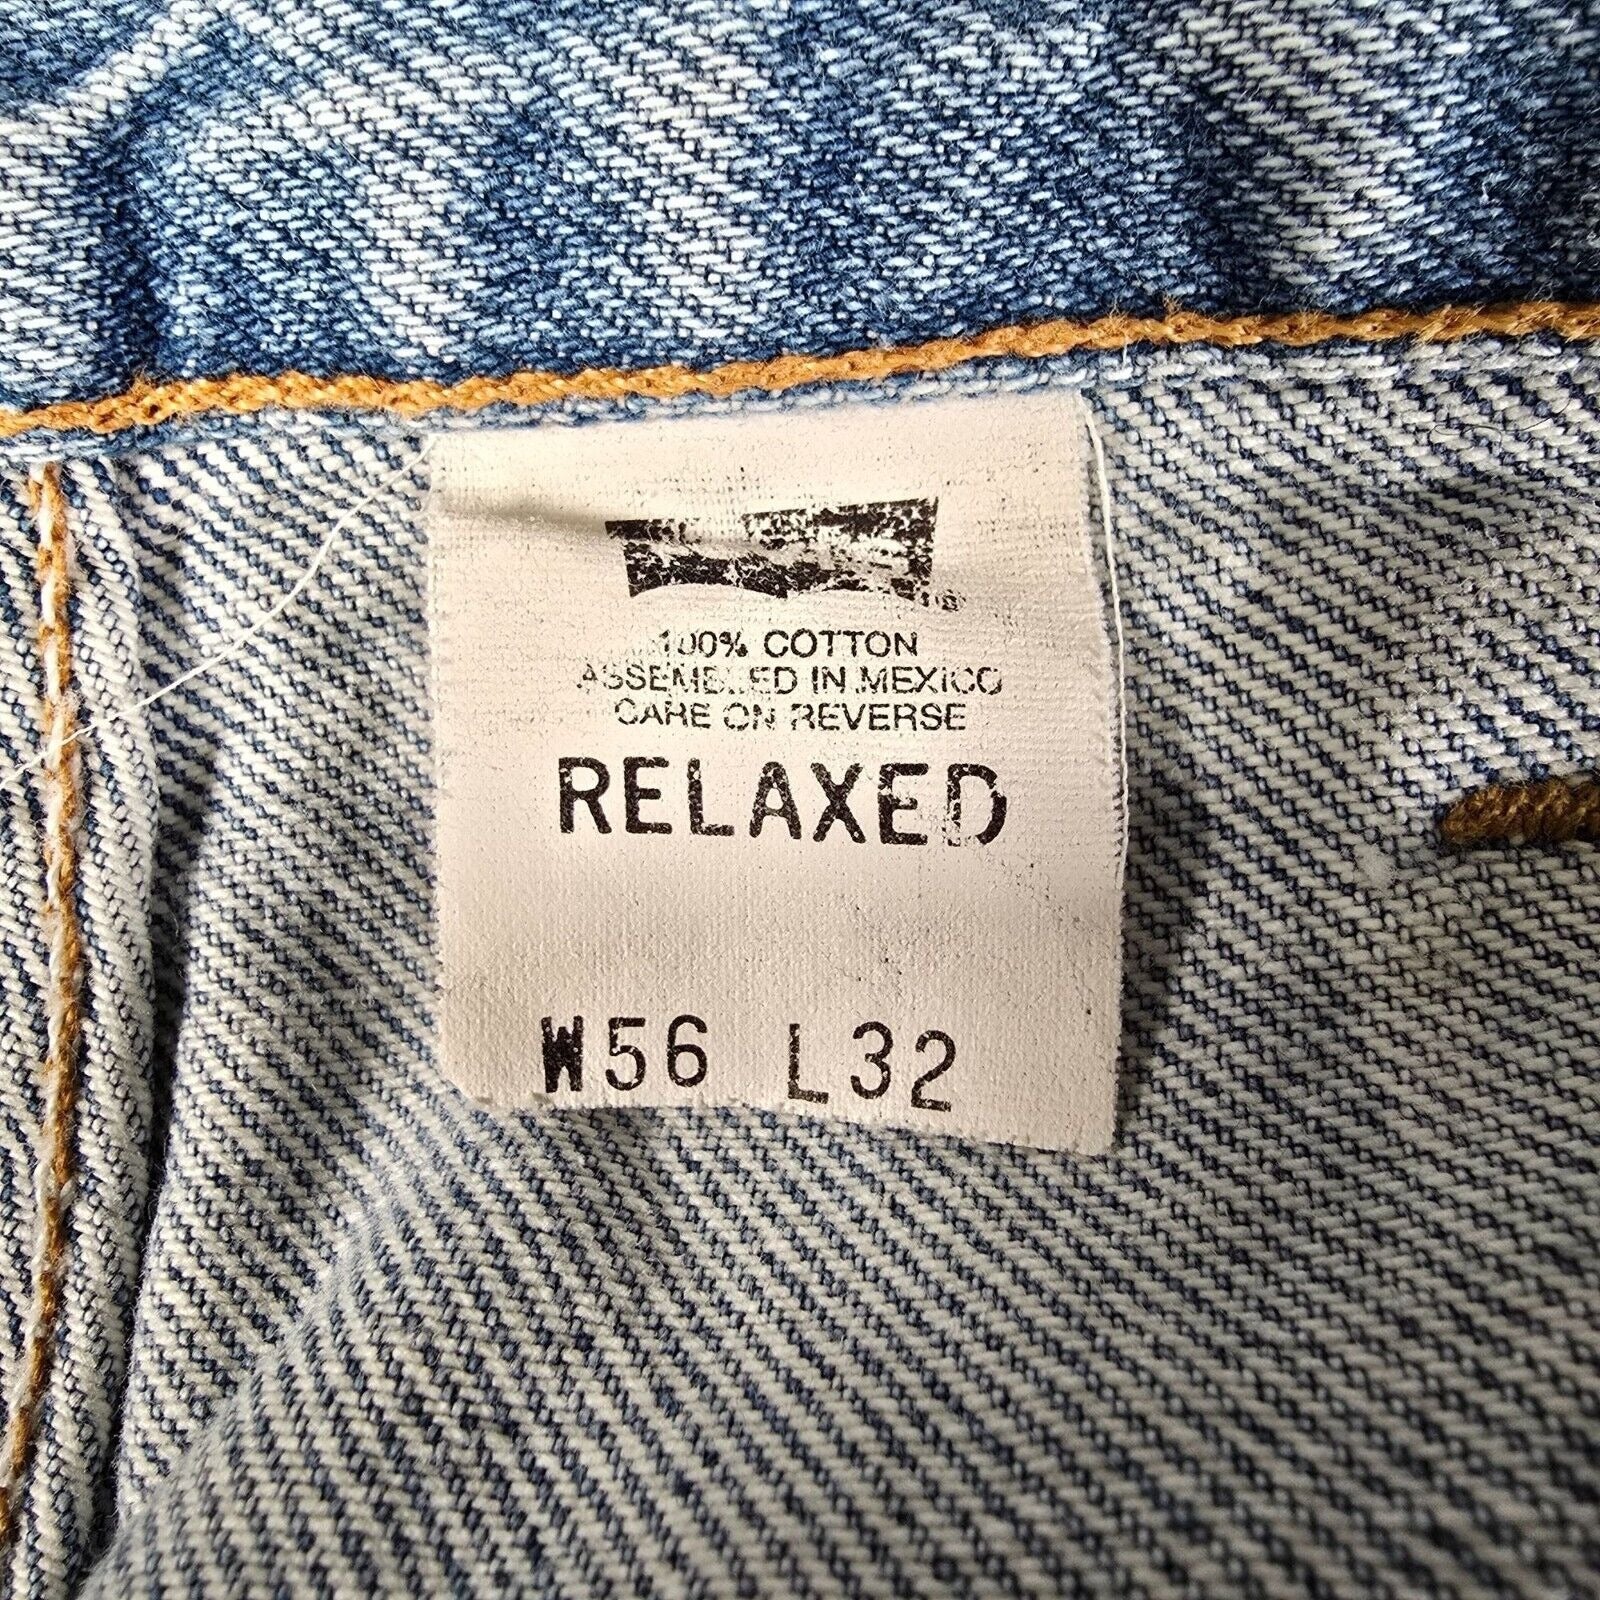 100% COTTON
ASSEMBLED IN MEXICO
CARE ON REVERSE
RELAXED
W56 L32